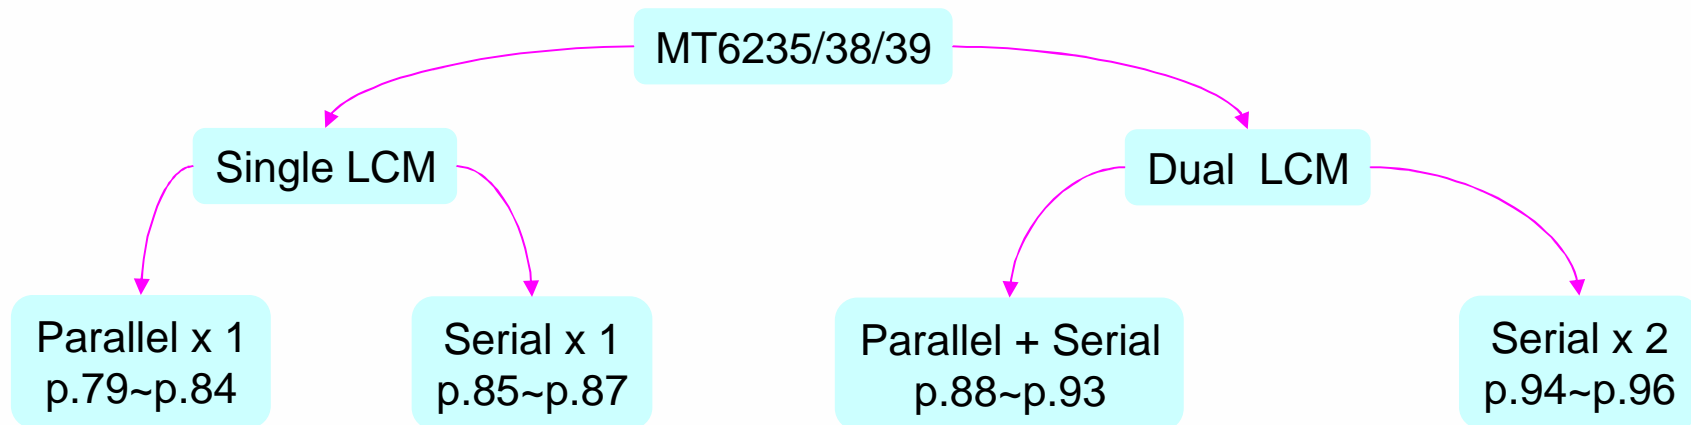 MT6235/38/39
Single LCM
Dual LCM
Parallel x 1
p.79~p.84
Serial x 1
p.85~p.87
Parallel + Serial
p.88~p.93
Serial x 2
p.94~p.96